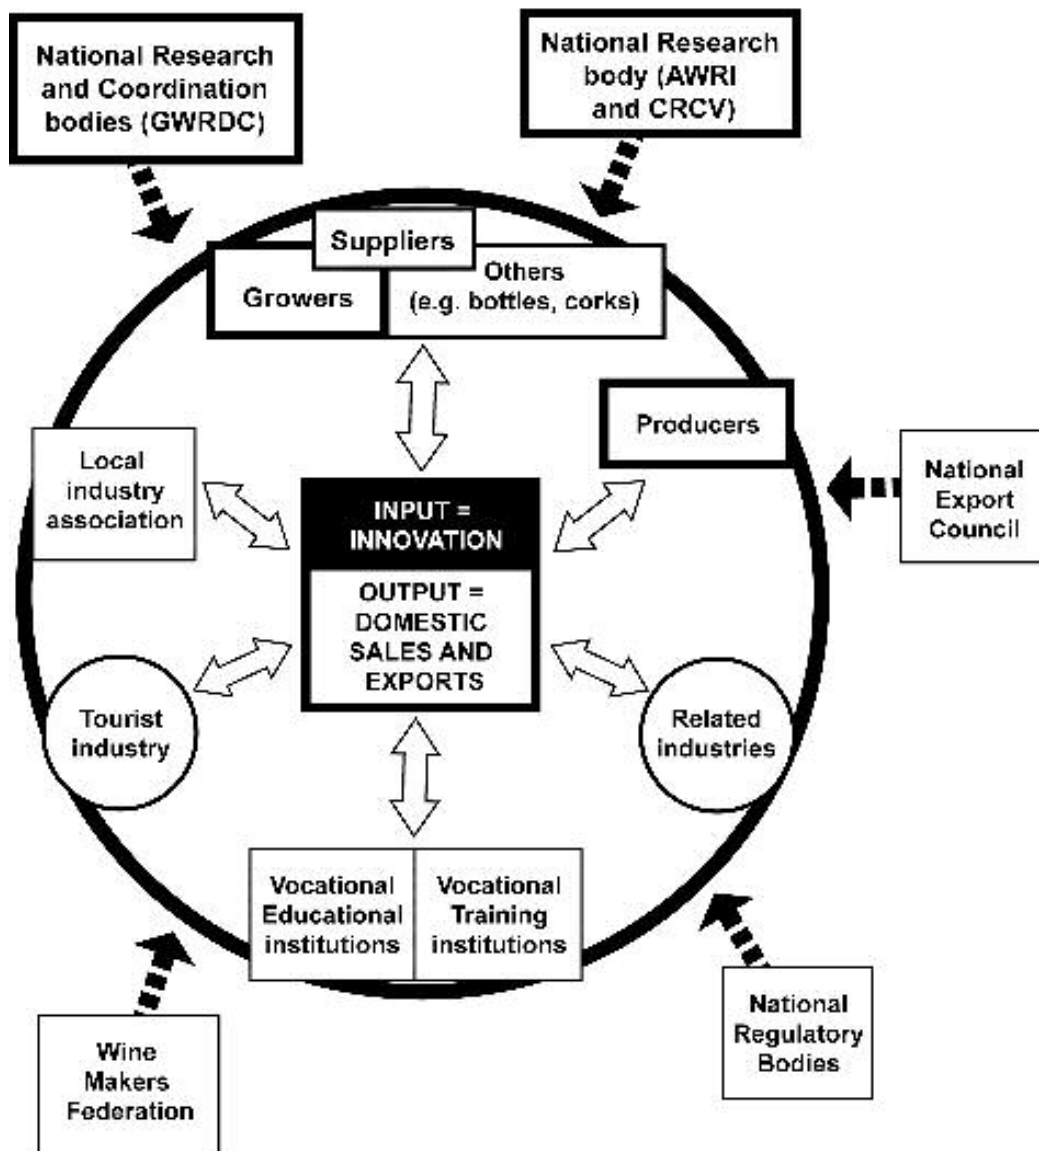 National Research
and Coordination
bodies (GWRDC)
National Research
body (AWRI
and CRCV)
Suppliers
Growers
Others
(e.g. bottles, corks)
Producers
Local
industry
association
National
Export
Council
INPUT =
INNOVATION
OUTPUT =
DOMESTIC
SALES AND
EXPORTS
Tourist
industry
Related
industries
Vocational
Educational
institutions
Vocational
Training
institutions
Wine
Makers
Federation
National
Regulatory
Bodies